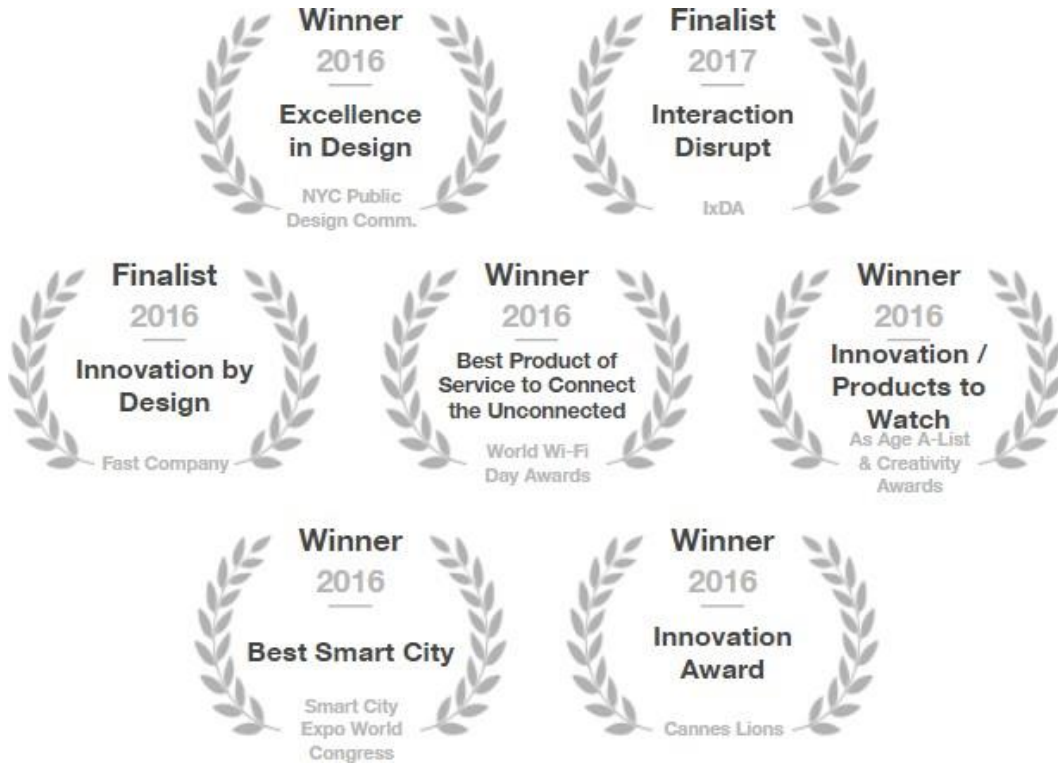 Winner
2016
Excellence
in Design
NYC Public
Design Comm.
Finalist
2017
Interaction
Disrupt
IxDA
Finalist
2016
Innovation by
Design
Fast Company
Winner
2016
Best Product of
Service to Connect
the Unconnected
World Wi-Fi
Day Awards
Winner
2016
Innovation /
Products to
Watch
As Age A-List
& Creativity
Awards
Winner
2016
Best Smart City
Smart City
Expo World
Congress
Winner
2016
Innovation
Award
Cannes Lions